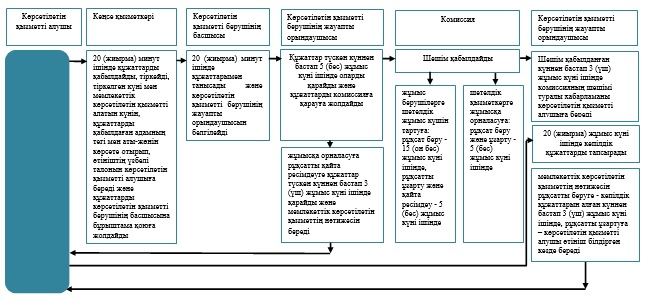 Көрсетілетін
қызметті алушы
Кеңсе қызметкері
Көрсетілетін
қызметті берушінің
басшысы
Көрсетілетін қызметті
берушінің жауапты
орындаушысы
Комиссия
Көрсетілетін қызметті
берушінің жауапты
орындаушысы
20 (жиырма) минут
ішінде құжаттарды
қабылдайды, тіркейді,
тіркелген күні мен
мемлекеттік
көрсетілетін қызметті
алатын күнін,
құжаттарды
қабылдаған адамның
тегі мен аты-жөнін
көрсете отырып,
өтініштің үзбелі
талонын көрсетілетін
қызметті алушыға
береді және
құжаттарды
көрсетілетін қызметті
берушінің басшысына
бұрыштама қоюға
жолдайды
20 (жиырма) минут
ішінде
құжаттарымен
танысады және
көрсетілетін
қызметті берушінің
жауапты
орындаушысын
белгілейді
Құжаттар түскен күннен
бастап 5 (бес) жұмыс
күні ішінде оларды
қарайды және
құжаттарды комиссияға
қарауға жолдайды
жұмысқа орналасуға
рұқсатты қайта
ресімдеуге құжаттар
түскен күннен бастап 3
(үш) жұмыс күні ішінде
қарайды және
мемлекеттік көрсетілетін
қызметтің нәтижесін
береді
Шешім қабылдайды
жұмыс
берушілерге
шетелдік
жұмыс күшін
тартуға:
рұқсат беру -
15 (он бес)
жұмыс күні
ішінде,
рұқсатты
ұзарту және
қайта
ресімдеу - 5
(бес) жұмыс
күні ішінде
шетелдік
қызметкерге
жұмысқа
орналасуға:
рұқсат беру
және ұзарту -
5 (бес)
жұмыс күні
ішінде
Шешім қабылданған
күннен бастап 3 (үш)
жұмыс күні ішінде
комиссияның шешімі
туралы хабарламаны
көрсетілетін қызметті
алушыға береді
20 (жиырма) жұмыс күні
ішінде кепілдік
құжаттарды тапсырады
мемлекеттік көрсетілетін
қызметтің нәтижесін
рұқсатты беруге - кепілдік
құжаттарын алған күннен
бастап 3 (үш) жұмыс күні
ішінде, рұқсатты ұзартуға
– көрсетілетін қызметті
алушы өтініш білдірген
кезде береді